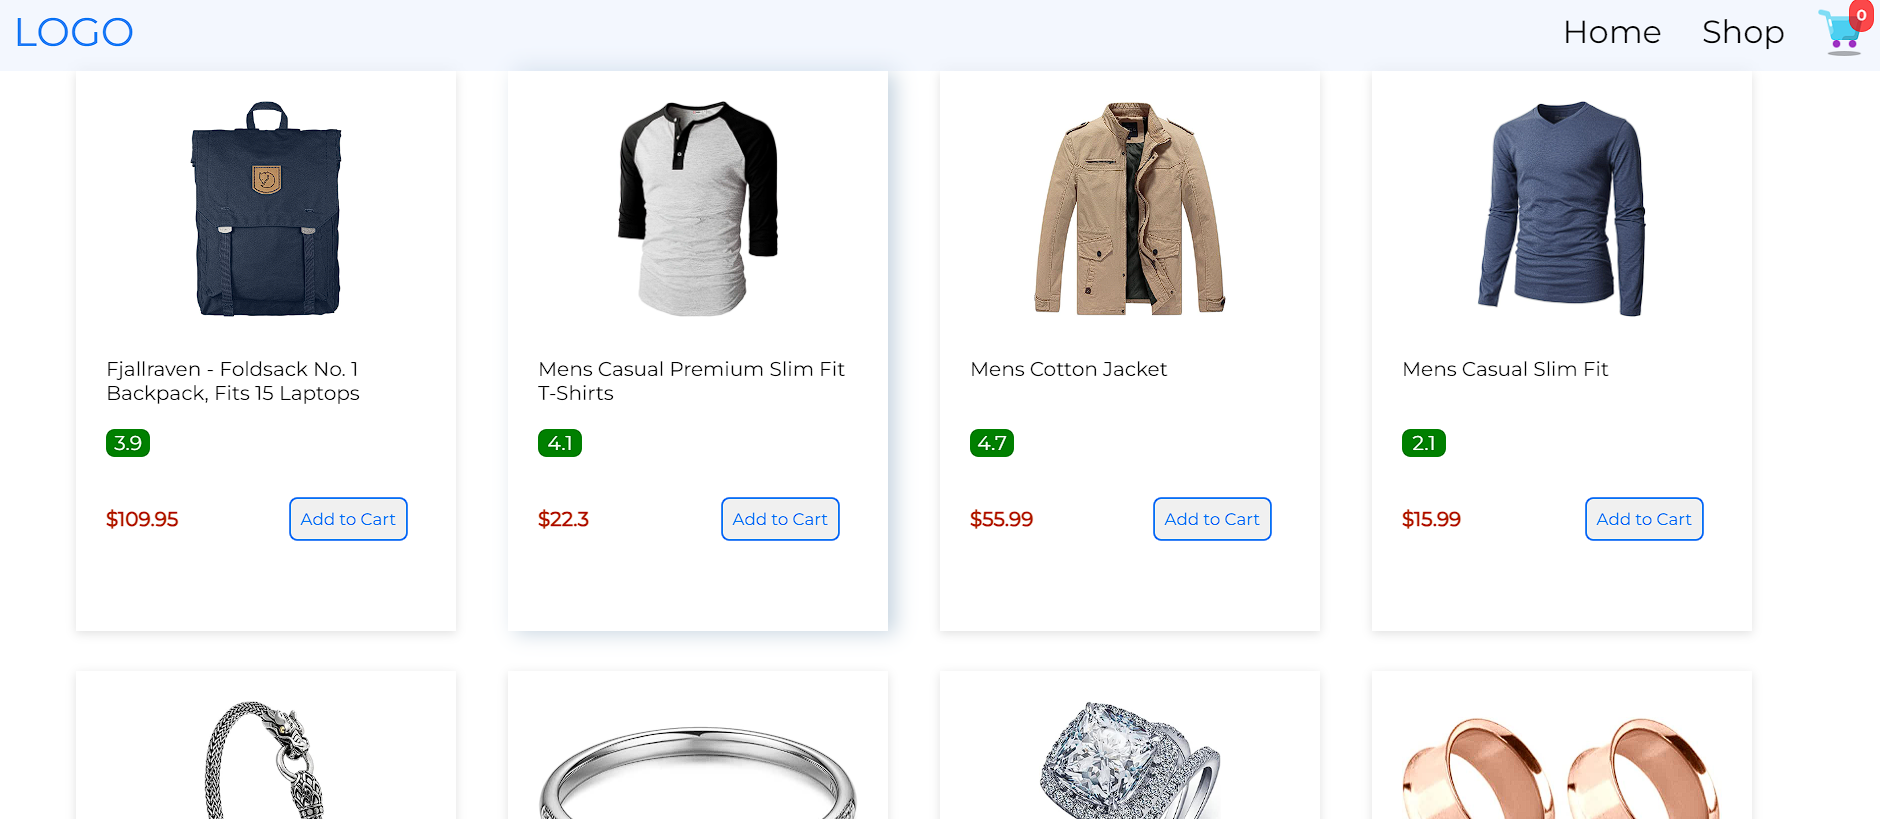 LOGO
Home
Shop
0
Fjallraven - Foldsack No. 1
Backpack, Fits 15 Laptops
3.9
$109.95
Add to Cart
Mens Casual Premium Slim Fit
T-Shirts
4.1
$22.3
Add to Cart
Mens Cotton Jacket
4.7
$55.99
Add to Cart
Mens Casual Slim Fit
2.1
$15.99
Add to Cart